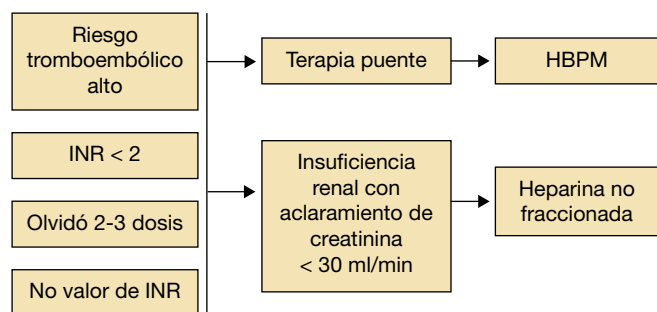 Riesgo
tromboembólico
alto
Terapia puente
HBPM
INR < 2
Olvidó 2-3 dosis
No valor de INR
Insuficiencia
renal con
aclaramiento de
creatinina
< 30 ml/min
Heparina no
fraccionada